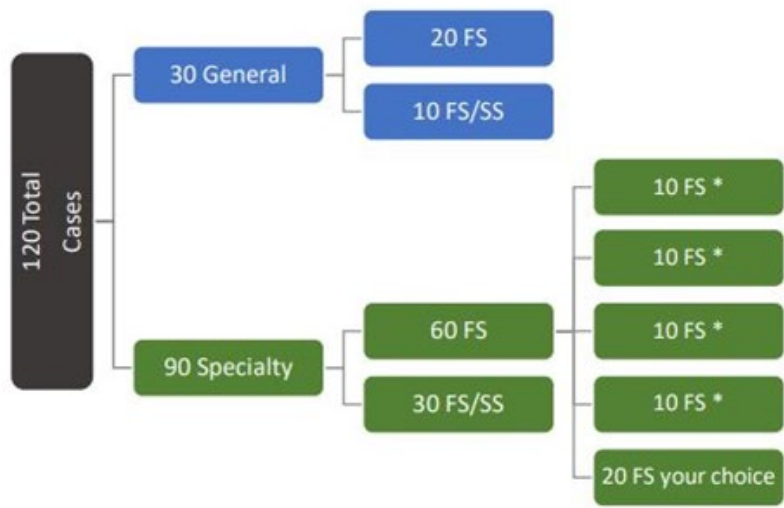 120 Total
Cases
30 General
20 FS
10 FS/SS
90 Specialty
60 FS
30 FS/SS
10 FS *
10 FS *
10 FS *
10 FS *
20 FS your choice